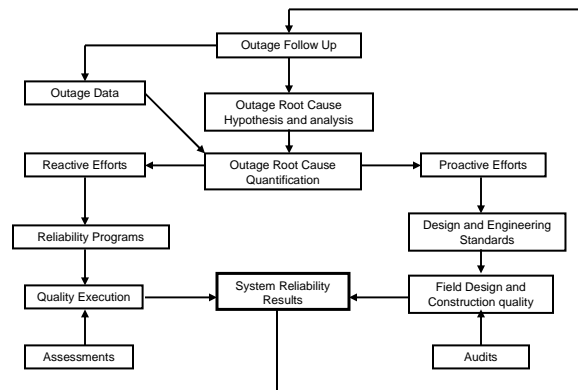 Outage Follow Up
Outage Data
Outage Root Cause
Hypothesis and analysis
Reactive Efforts
Outage Root Cause
Quantification
Proactive Efforts
Reliability Programs
Design and Engineering
Standards
Quality Execution
System Reliability
Results
Field Design and
Construction quality
Assessments
Audits